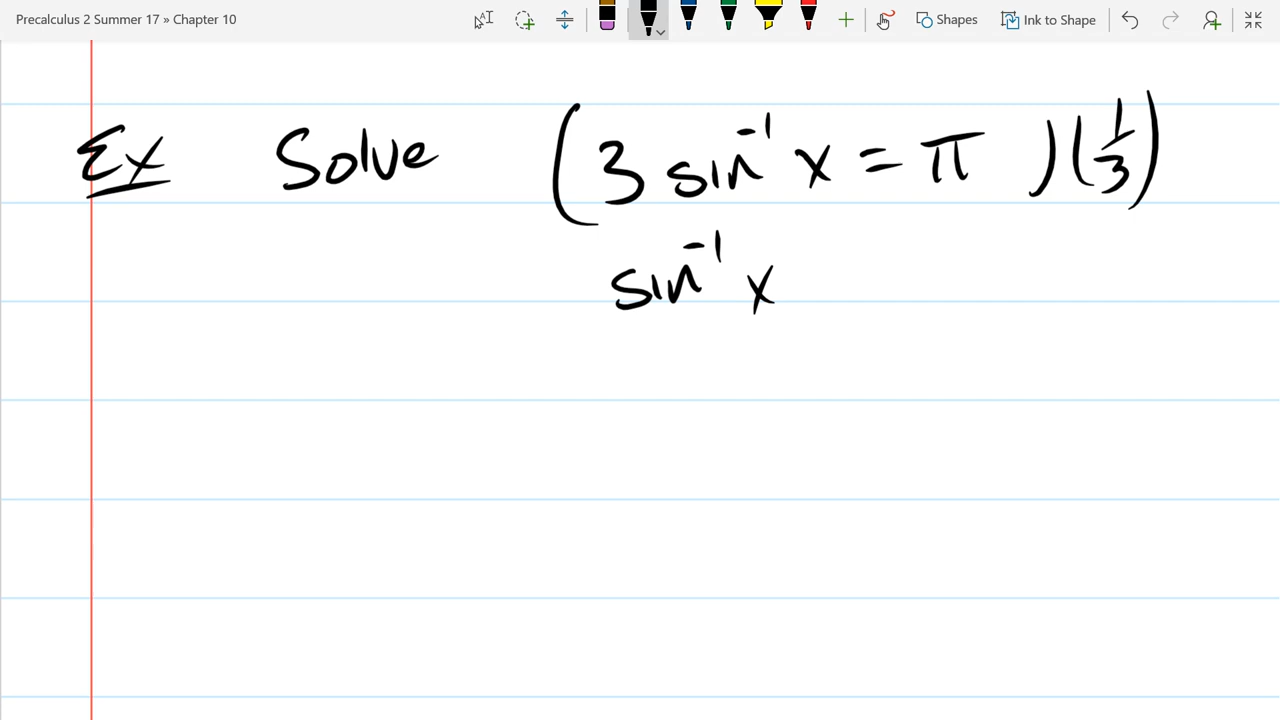 Precalculus 2 Summer 17 » Chapter 10
Shapes
Ink to Shape
Ex Solve (3 sin⁻¹ x = π )(1/3)
sin⁻¹ x